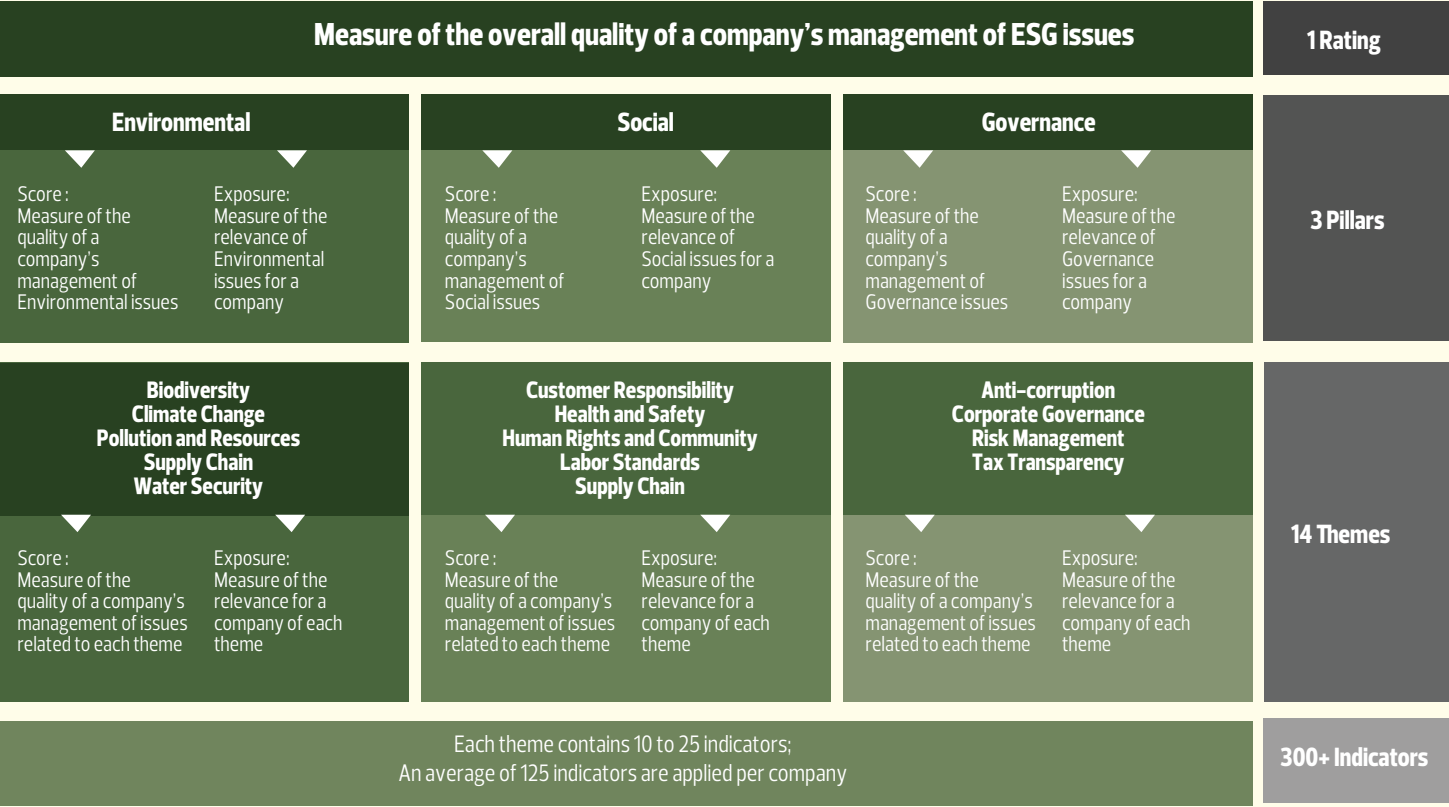 Measure of the overall quality of a company's management of ESG issues
1 Rating
Environmental
Score :
Measure of the
quality of a
company's
management of
Environmental issues
Exposure:
Measure of the
relevance of
Environmental
issues for a
company
Social
Score :
Measure of the
quality of a
company's
management of
Social issues
Exposure:
Measure of the
relevance of
Social issues for a
company
Governance
Score :
Measure of the
quality of a
company's
management of
Governance issues
Exposure:
Measure of the
relevance of
Governance
issues for a
company
3 Pillars
Biodiversity
Climate Change
Pollution and Resources
Supply Chain
Water Security
Score :
Measure of the
quality of a company's
management of issues
related to each theme
Exposure:
Measure of the
relevance for a
company of each
theme
Customer Responsibility
Health and Safety
Human Rights and Community
Labor Standards
Supply Chain
Score :
Measure of the
quality of a company's
management of issues
related to each theme
Exposure:
Measure of the
relevance for a
company of each
theme
Anti-corruption
Corporate Governance
Risk Management
Tax Transparency
Score :
Measure of the
quality of a company's
management of issues
related to each theme
Exposure:
Measure of the
relevance for a
company of each
theme
14 Themes
Each theme contains 10 to 25 indicators;
An average of 125 indicators are applied per company
300+ Indicators